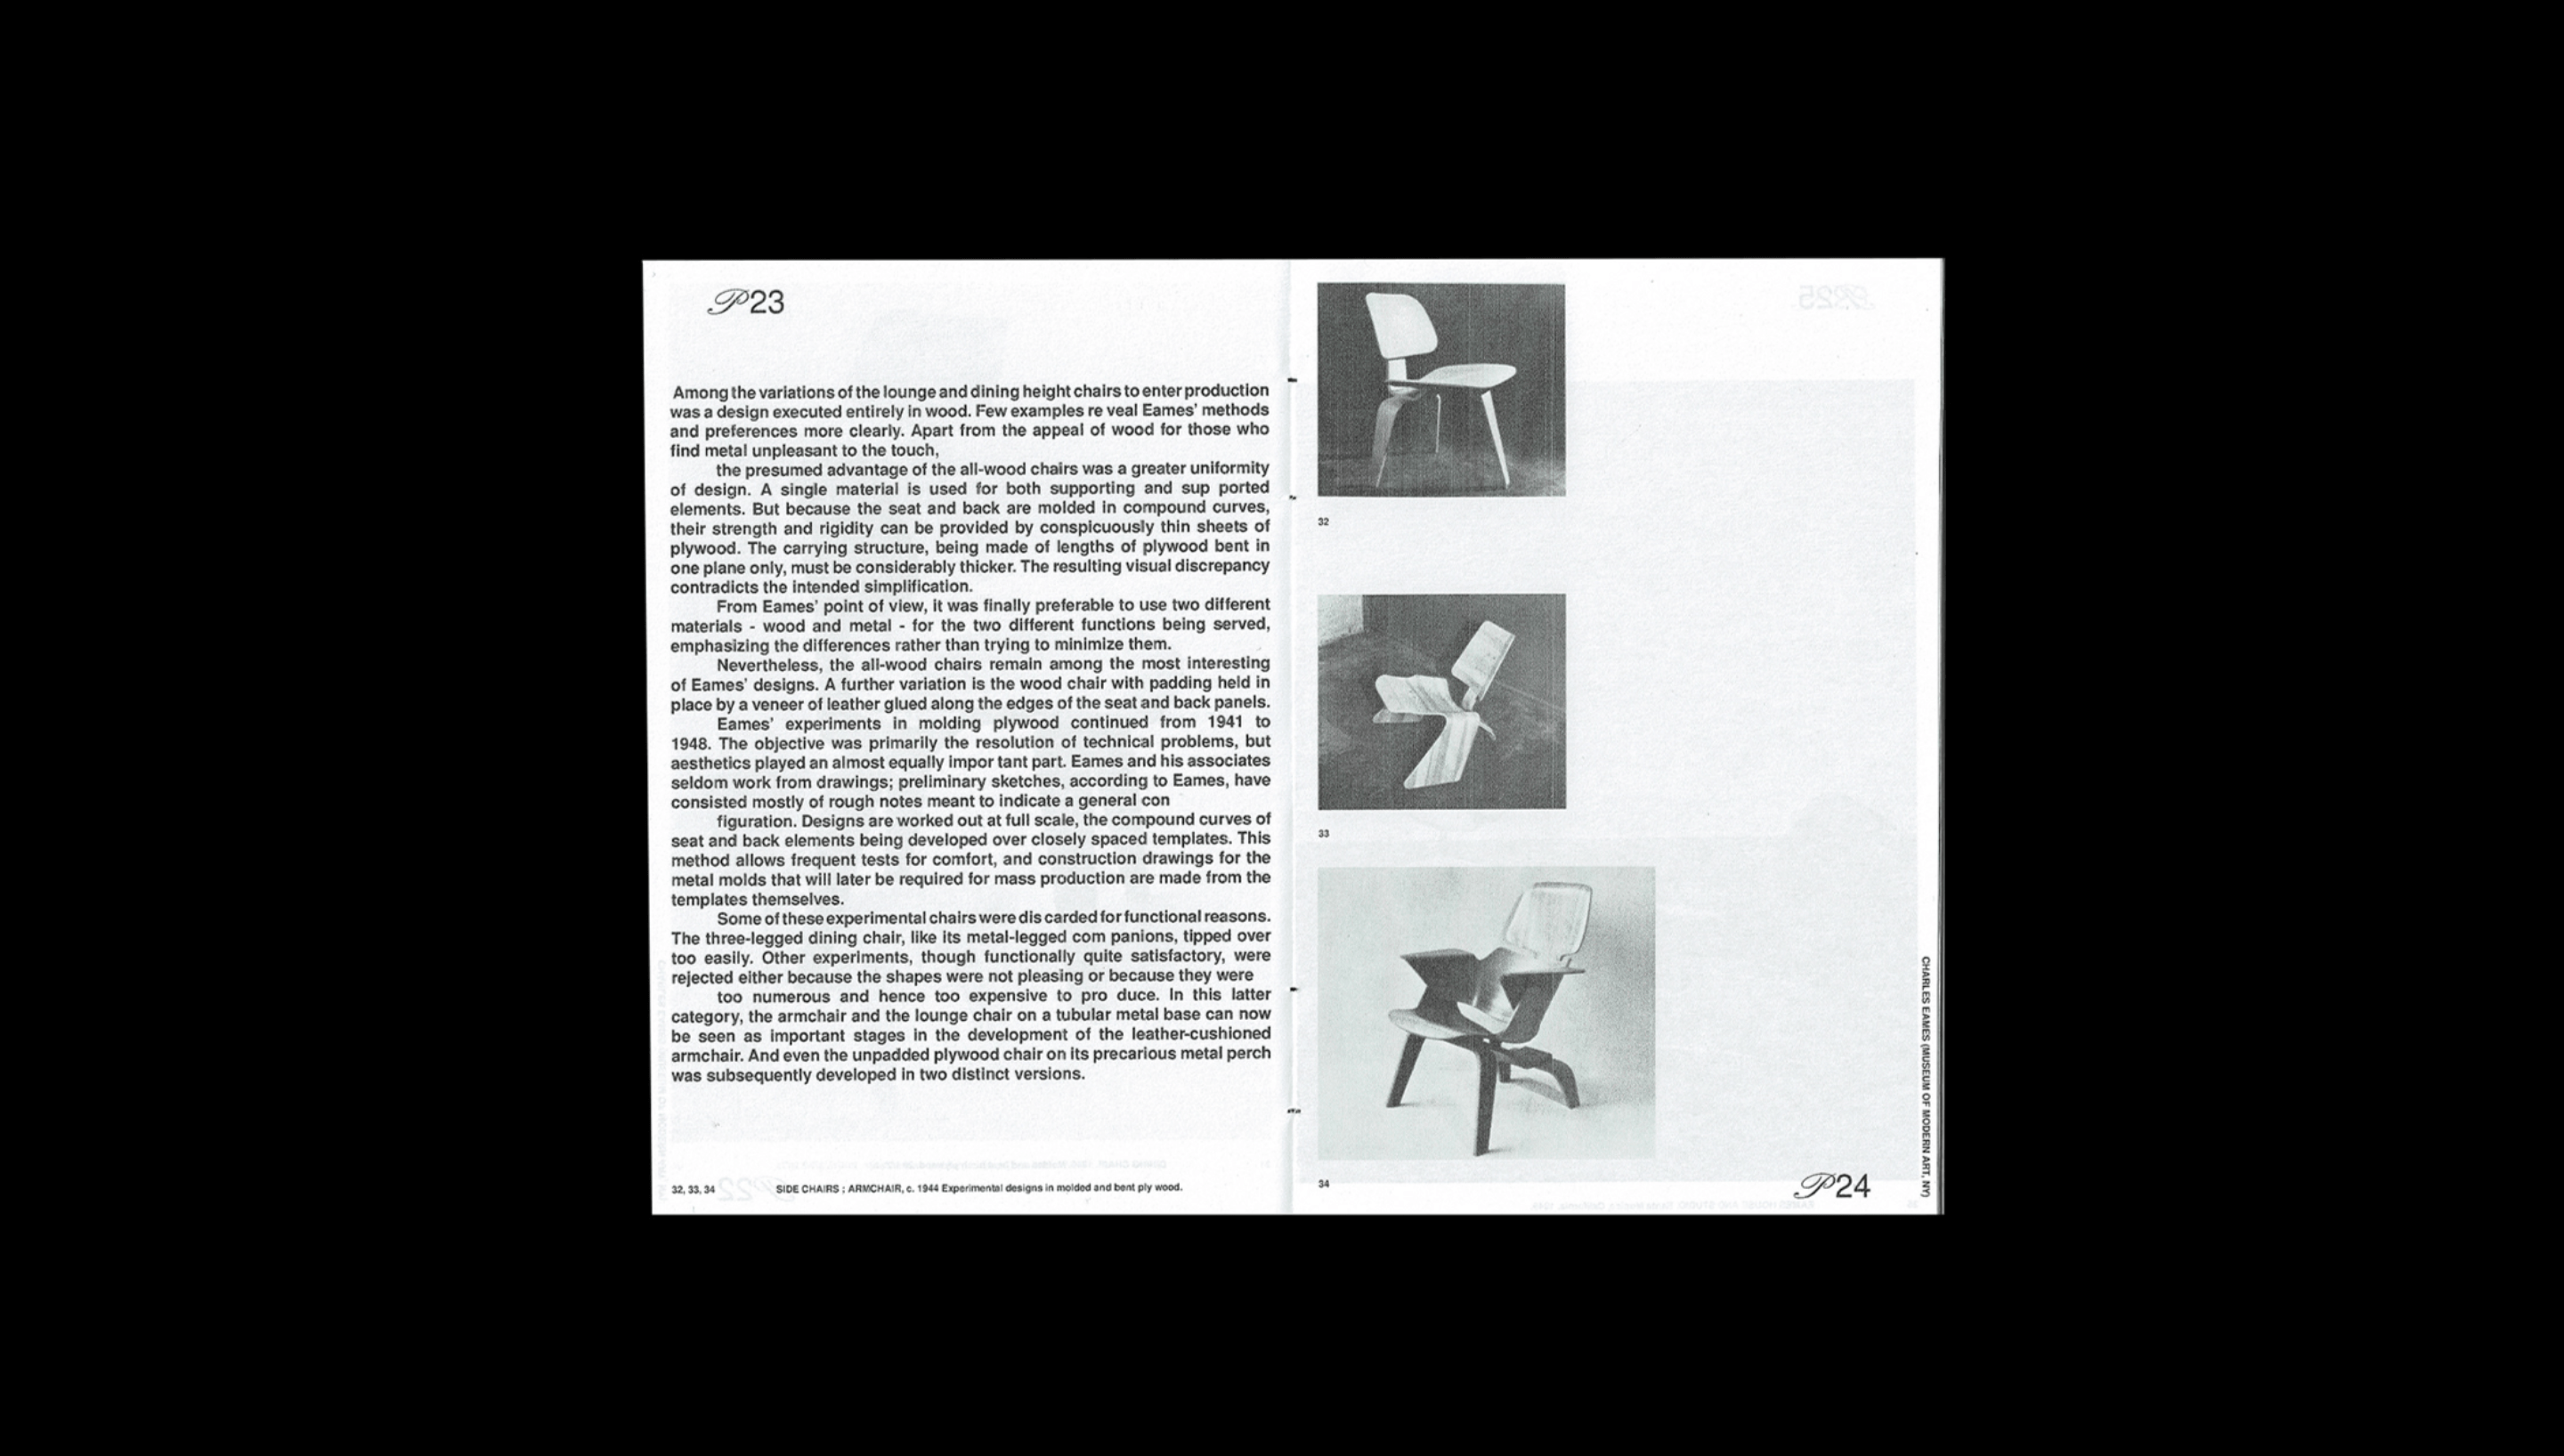 P23
Among the variations of the lounge and dining height chairs to enter production
was a design executed entirely in wood. Few examples re veal Eames' methods
and preferences more clearly. Apart from the appeal of wood for those who
find metal unpleasant to the touch,
the presumed advantage of the all-wood chairs was a greater uniformity
of design. A single material is used for both supporting and sup ported
elements. But because the seat and back are molded in compound curves,
their strength and rigidity can be provided by conspicuously thin sheets of
plywood. The carrying structure, being made of lengths of plywood bent in
one plane only, must be considerably thicker. The resulting visual discrepancy
contradicts the intended simplification.
From Eames' point of view, it was finally preferable to use two different
materials - wood and metal - for the two different functions being served,
emphasizing the differences rather than trying to minimize them.
Nevertheless, the all-wood chairs remain among the most interesting
of Eames' designs. A further variation is the wood chair with padding held in
place by a veneer of leather glued along the edges of the seat and back panels.
Eames' experiments in molding plywood continued from 1941 to
1948. The objective was primarily the resolution of technical problems, but
aesthetics played an almost equally impor tant part. Eames and his associates
seldom work from drawings; preliminary sketches, according to Eames, have
consisted mostly of rough notes meant to indicate a general con
figuration. Designs are worked out at full scale, the compound curves of
seat and back elements being developed over closely spaced templates. This
method allows frequent tests for comfort, and construction drawings for the
metal molds that will later be required for mass production are made from the
templates themselves.
Some of these experimental chairs were dis carded for functional reasons.
The three-legged dining chair, like its metal-legged com panions, tipped over
too easily. Other experiments, though functionally quite satisfactory, were
rejected either because the shapes were not pleasing or because they were
too numerous and hence too expensive to pro duce. In this latter
category, the armchair and the lounge chair on a tubular metal base can now
be seen as important stages in the development of the leather-cushioned
armchair. And even the unpadded plywood chair on its precarious metal perch
was subsequently developed in two distinct versions.
32, 33, 34 SIDE CHAIRS ; ARMCHAIR, c. 1944 Experimental designs in molded and bent ply wood.
P22
P25
32
33
34
CHARLES EAMES (MUSEUM OF MODERN ART, NY)
P24